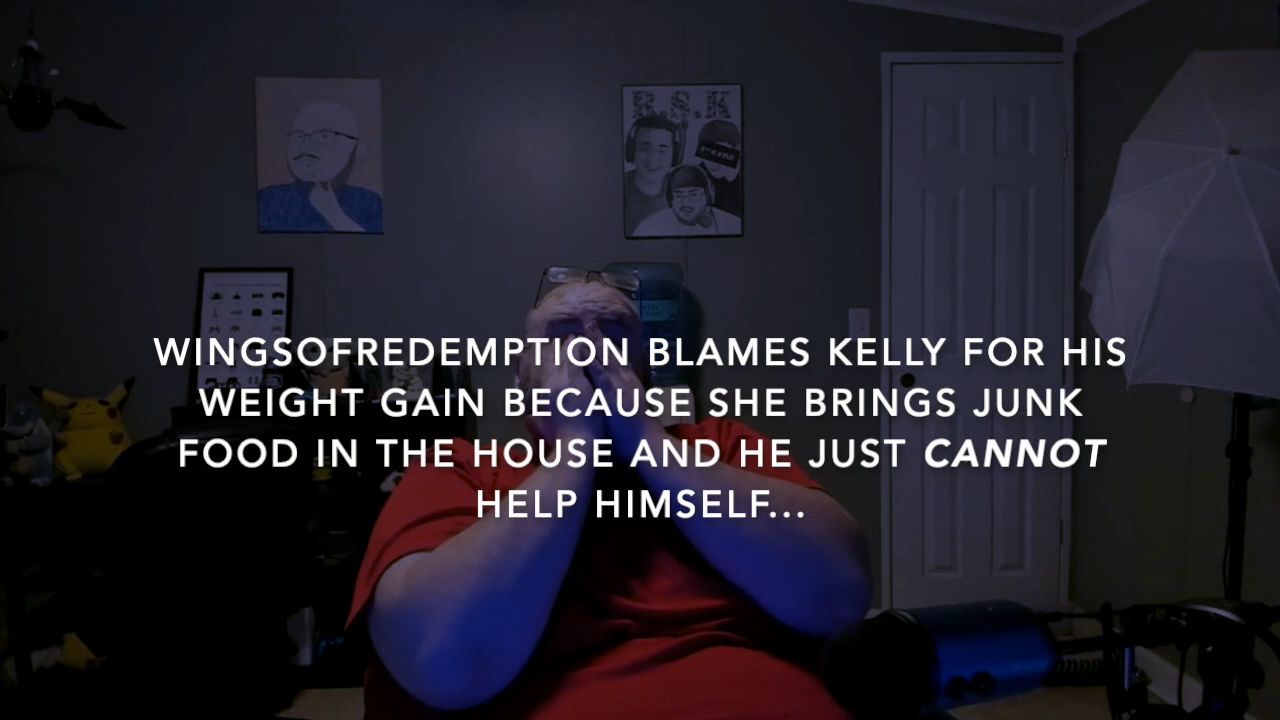 R.S.K
WINGSOFREDEMPTION BLAMES KELLY FOR HIS
WEIGHT GAIN BECAUSE SHE BRINGS JUNK
FOOD IN THE HOUSE AND HE JUST CANNOT
HELP HIMSELF...